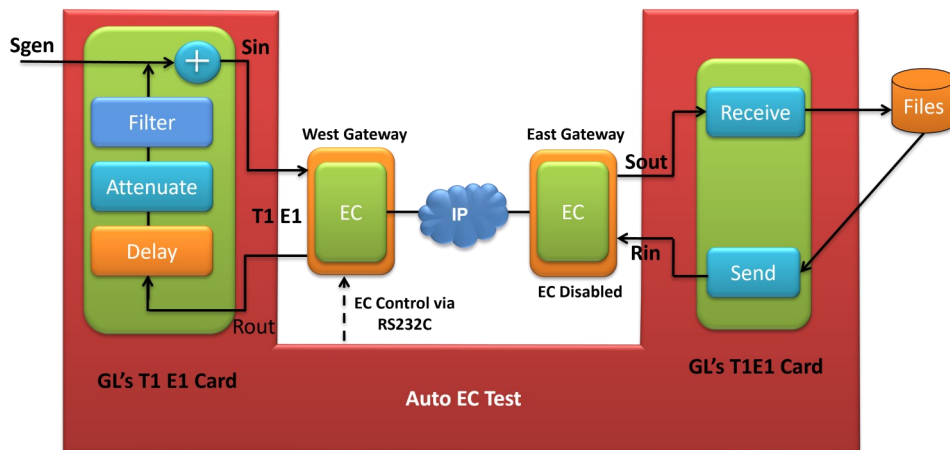 Sgen
Sin
Filter
Attenuate
Delay
Rout
GL's T1 E1 Card
West Gateway
EC
T1 E1
EC Control via
RS232C
IP
East Gateway
EC
EC Disabled
Sout
Rin
Receive
Send
Files
GL's T1E1 Card
Auto EC Test